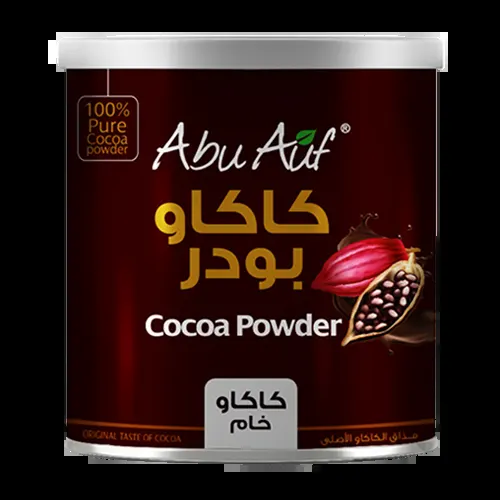 100%
Pure
Cocoa
powder
Abu Auf®
كاكاو
بودر
Cocoa Powder
كاكاو
خام
ORIGINAL TASTE OF COCOA
مذاق الكاكاو الأصلي